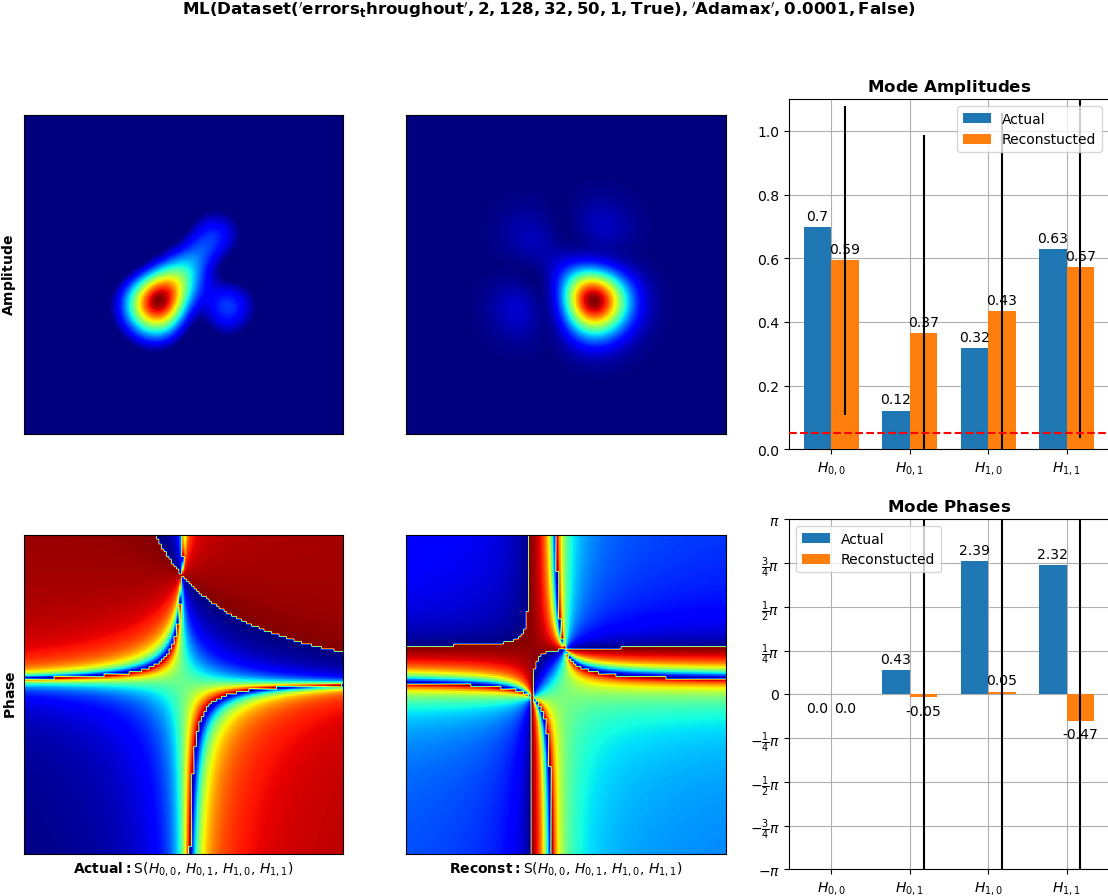 ML(Dataset('errors_throughout', 2, 128, 32, 50, 1, True), 'Adamax', 0.0001, False)
Amplitude
Mode Amplitudes
Actual
Reconstucted
1.0
0.8
0.6
0.4
0.2
0.0
0.7
0.59
0.12
0.37
0.32
0.43
0.63
0.57
H0,0
H0,1
H1,0
H1,1
Phase
Actual: S(H0,0, H0,1, H1,0, H1,1)
Reconst: S(H0,0, H0,1, H1,0, H1,1)
Mode Phases
Actual
Reconstucted
π
3/4π
1/2π
1/4π
0
−1/4π
−1/2π
−3/4π
−π
0.0
0.0
0.43
-0.05
2.39
0.05
2.32
-0.47
H0,0
H0,1
H1,0
H1,1